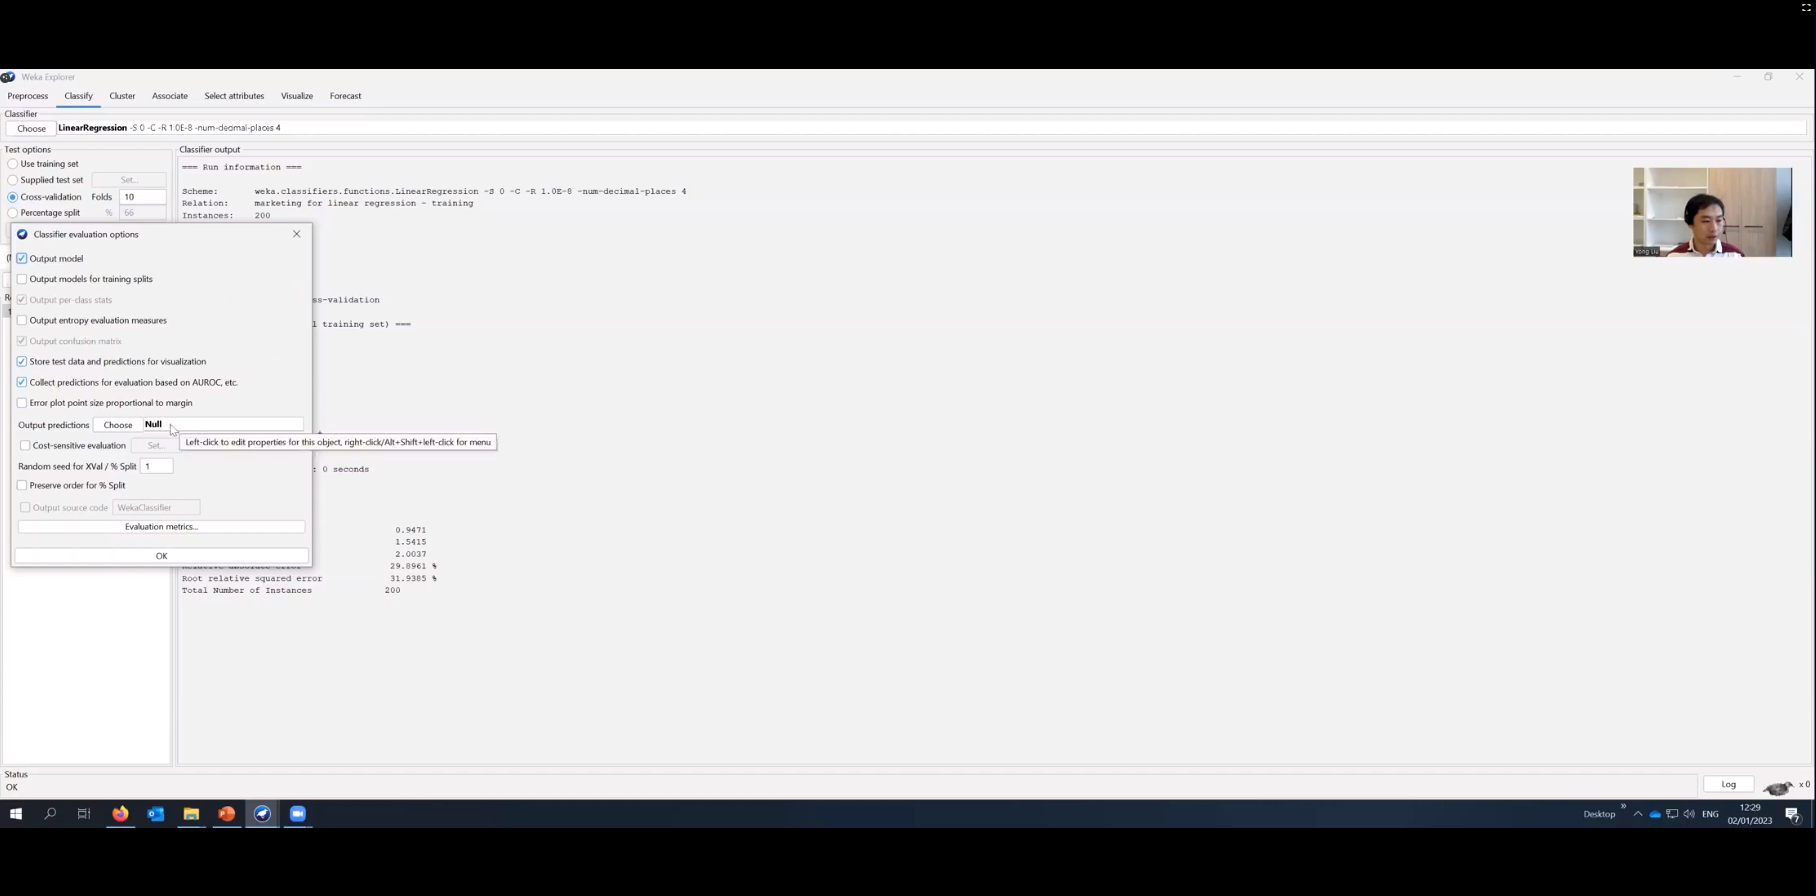 Weka Explorer
Preprocess Classify Cluster Associate Select attributes Visualize Forecast
Classifier
Choose LinearRegression -S 0 -C -R 1.0E-8 -num-decimal-places 4
Test options
Use training set
Supplied test set Set...
Cross-validation Folds 10
Percentage split % 66
Classifier output
=== Run information ===
Scheme: weka.classifiers.functions.LinearRegression -S 0 -C -R 1.0E-8 -num-decimal-places 4
Relation: marketing for linear regression - training
Instances: 200
Yong Liu
Classifier evaluation options
Output model
Output models for training splits
Output per-class stats
Output entropy evaluation measures
Output confusion matrix
Store test data and predictions for visualization
Collect predictions for evaluation based on AUROC, etc.
Error plot point size proportional to margin
Output predictions Choose Null
Left-click to edit properties for this object, right-click/Alt+Shift+left-click for menu
Cost-sensitive evaluation Set...
Random seed for XVal / % Split 1
Preserve order for % Split
Output source code WekaClassifier
Evaluation metrics...
OK
ss-validation
l training set) ===
: 0 seconds
0.9471
1.5415
2.0037
Relative absolute error 29.8961 %
Root relative squared error 31.9385 %
Total Number of Instances 200
Status
OK
Log x 0
Desktop ENG 12:29
02/01/2023
7